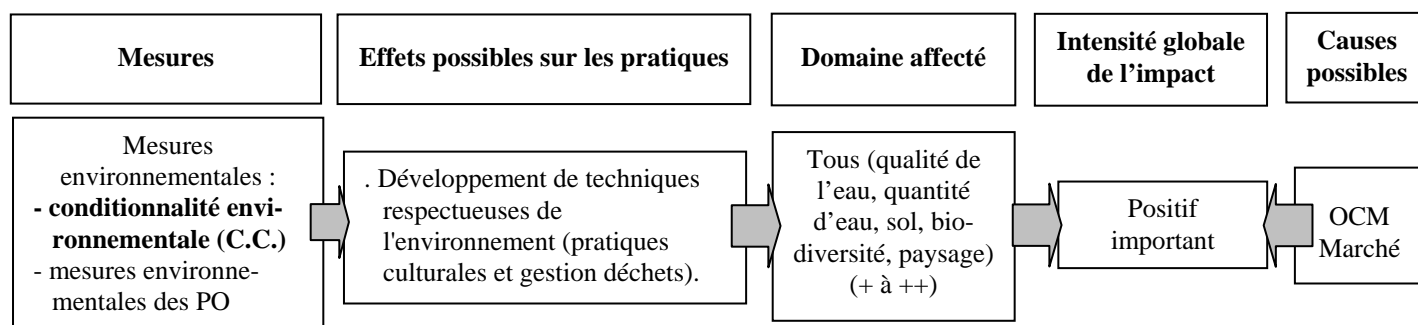 Mesures
Effets possibles sur les pratiques
Domaine affecté
Intensité globale
de l’impact
Causes
possibles
Mesures
environnementales :
- conditionnalité envi-
ronnementale (C.C.)
- mesures environne-
mentales des PO
. Développement de techniques
respectueuses de
l'environnement (pratiques
culturales et gestion déchets).
Tous (qualité de
l’eau, quantité
d’eau, sol, bio-
diversité, paysage)
(+ à ++)
Positif
important
OCM
Marché